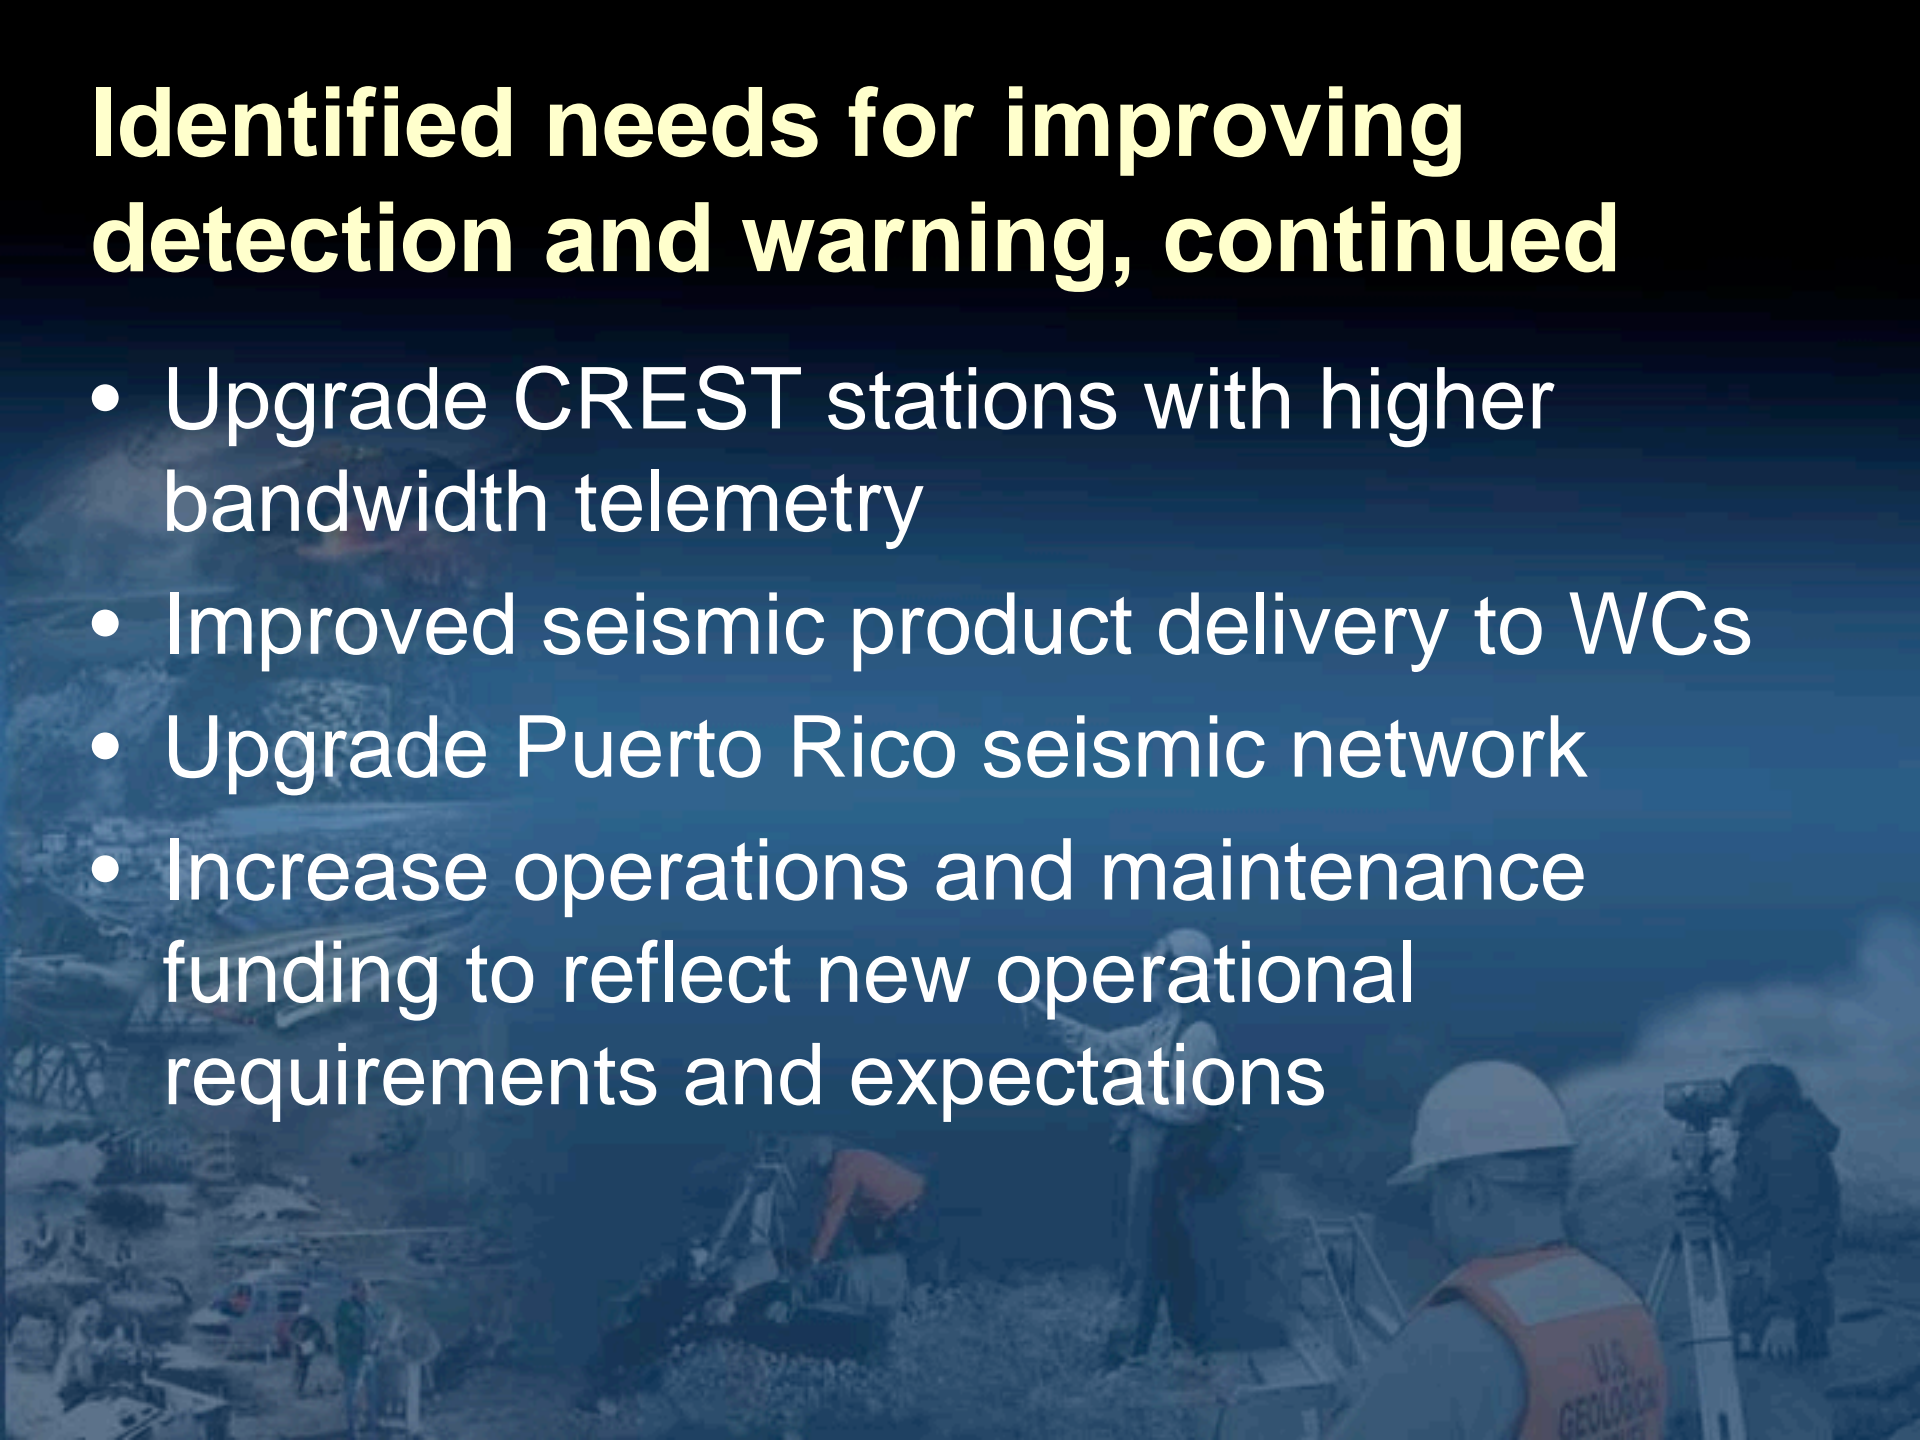 Identified needs for improving
detection and warning, continued
• Upgrade CREST stations with higher
bandwidth telemetry
• Improved seismic product delivery to WCs
• Upgrade Puerto Rico seismic network
• Increase operations and maintenance
funding to reflect new operational
requirements and expectations
U.S.
GEOLOGICAL